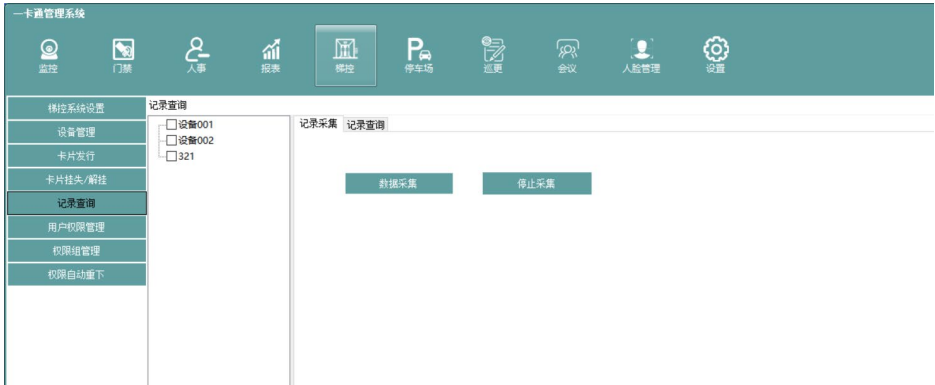 一卡通管理系统
监控 门禁 人事 报表 梯控 停车场 巡更 会议 人脸管理 设置
梯控系统设置
设备管理
卡片发行
卡片挂失/解挂
记录查询
用户权限管理
权限组管理
权限自动重下
记录查询
设备001
设备002
321
记录采集 记录查询
数据采集 停止采集